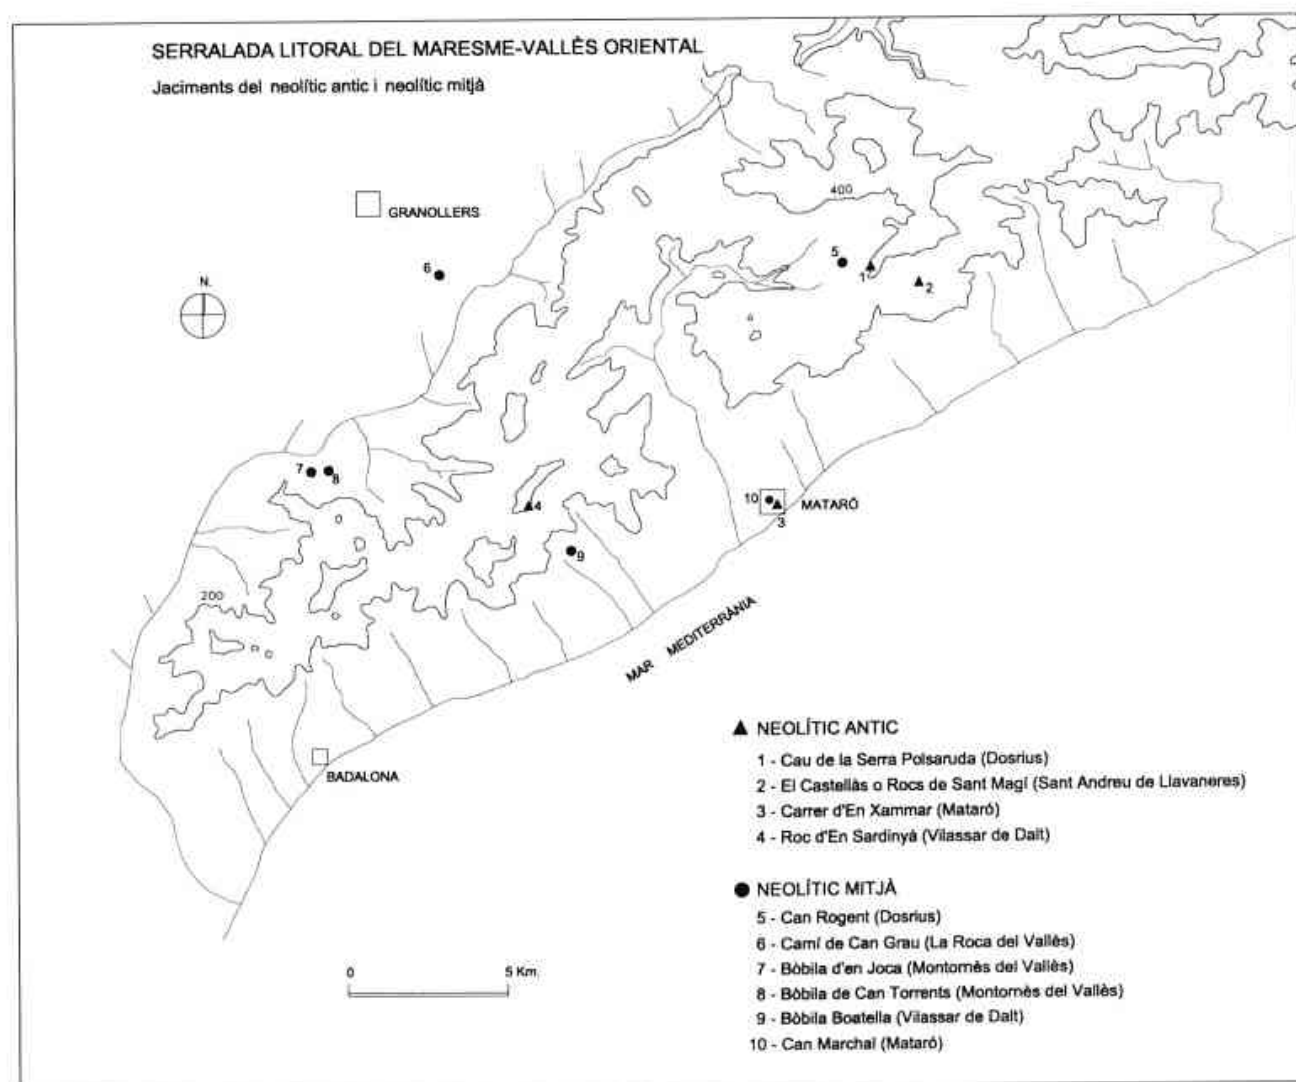 SERRALADA LITORAL DEL MARESME-VALLÈS ORIENTAL
Jaciments del neolític antic i neolític mitjà
400
GRANOLLERS
5
6
1
2
N.
7
8
4
10
MATARÓ
3
9
200
MAR MEDITERRÀNIA
BADALONA
NEOLÍTIC ANTIC
1 - Cau de la Serra Polsaruda (Dosrius)
2 - El Castellàs o Rocs de Sant Magí (Sant Andreu de Llavaneres)
3 - Carrer d'En Xammar (Mataró)
4 - Roc d'En Sardinyà (Vilassar de Dalt)
NEOLÍTIC MITJÀ
5 - Can Rogent (Dosrius)
6 - Camí de Can Grau (La Roca del Vallès)
7 - Bòbila d'en Joca (Montornès del Vallès)
8 - Bòbila de Can Torrents (Montornès del Vallès)
9 - Bòbila Boatella (Vilassar de Dalt)
10 - Can Marchal (Mataró)
0
5 Km.